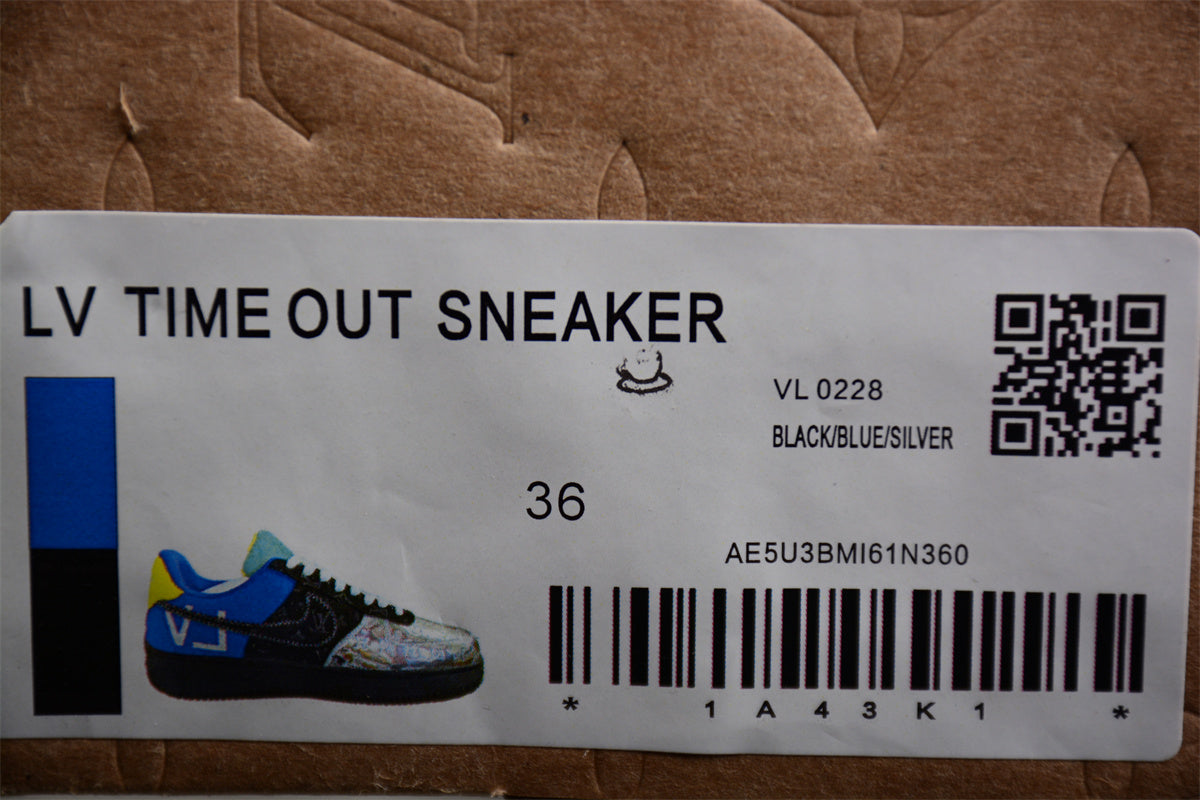 LV TIME OUT SNEAKER
VL 0228
BLACK/BLUE/SILVER
36
AE5U3BMI61N360
* 1 A 4 3 K 1 *